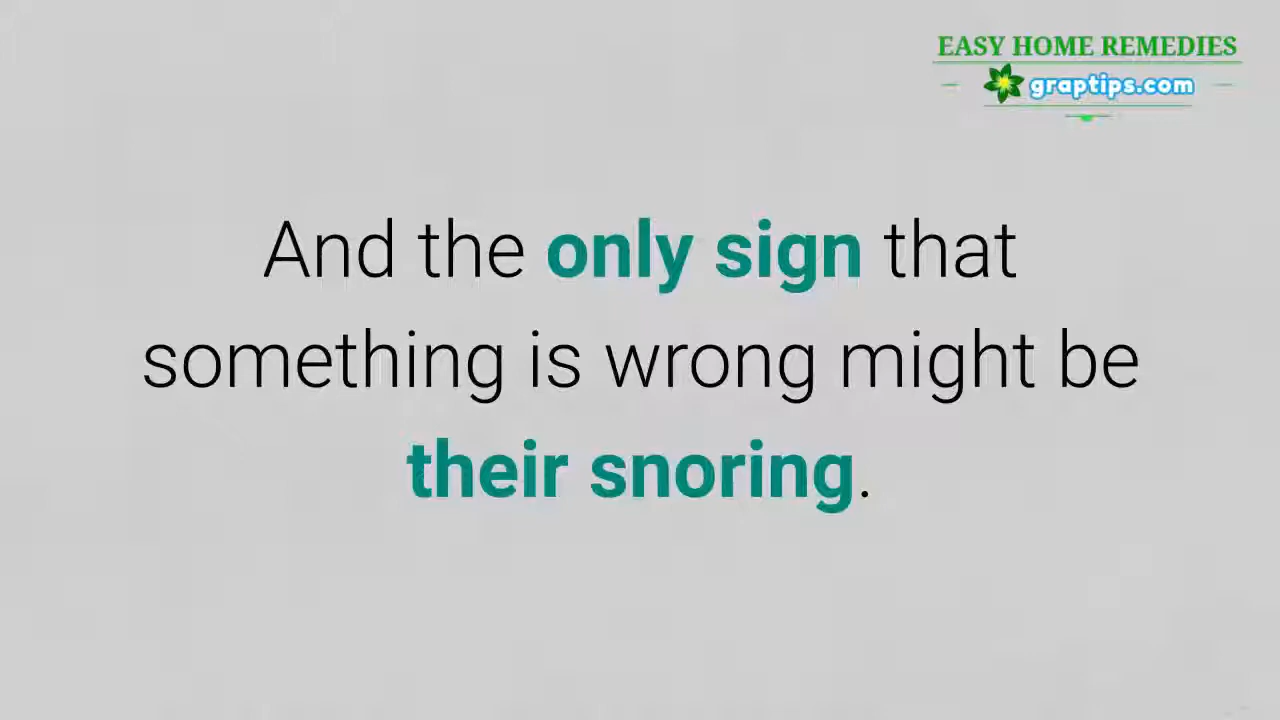 EASY HOME REMEDIES
graptips.com
And the only sign that
something is wrong might be
their snoring.